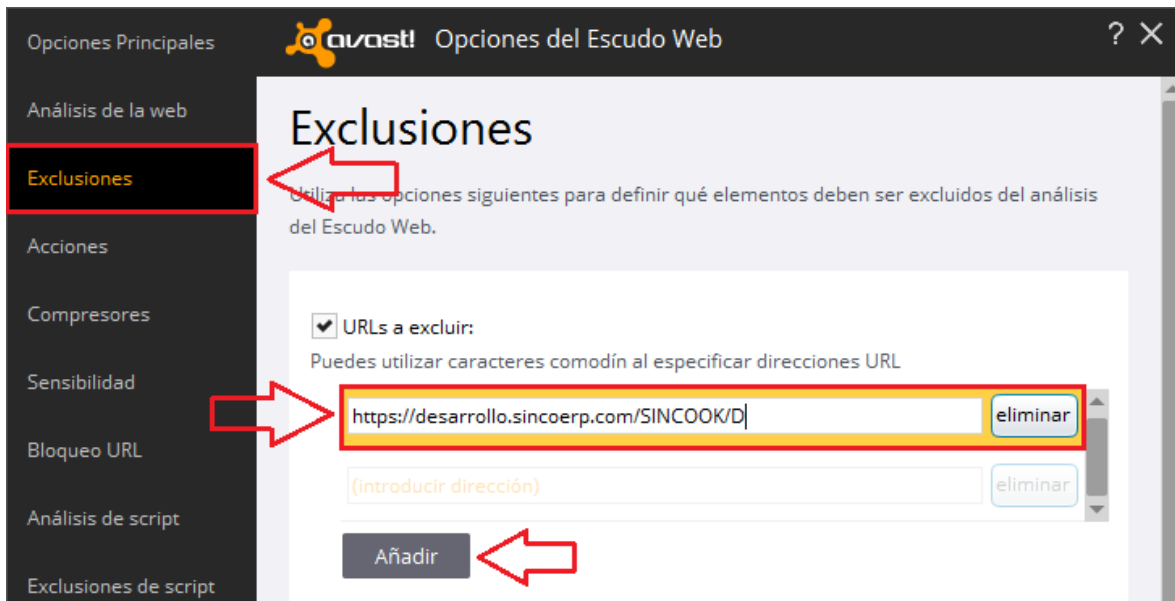 Opciones Principales
avast! Opciones del Escudo Web
?
Análisis de la web
Exclusiones
Exclusiones
Utiliza las opciones siguientes para definir qué elementos deben ser excluidos del análisis
del Escudo Web.
Acciones
Compresores
Sensibilidad
Bloqueo URL
Análisis de script
Exclusiones de script
URLs a excluir:
Puedes utilizar caracteres comodín al especificar direcciones URL
https://desarrollo.sincoerp.com/SINCOOK/D
eliminar
(introducir dirección)
eliminar
Añadir